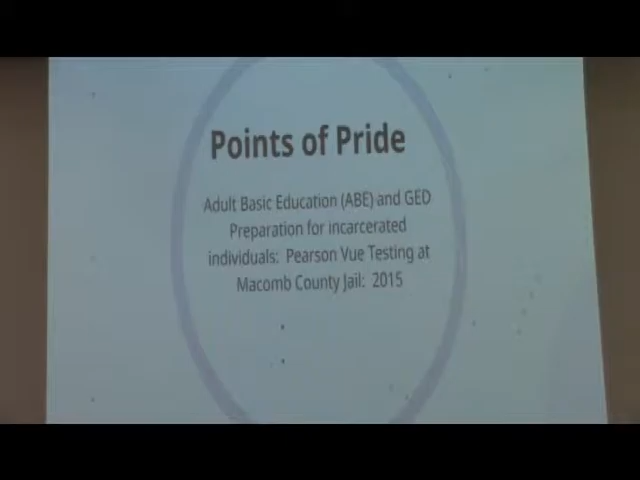 Points of Pride
Adult Basic Education (ABE) and GED
Preparation for incarcerated
individuals: Pearson Vue Testing at
Macomb County Jail: 2015